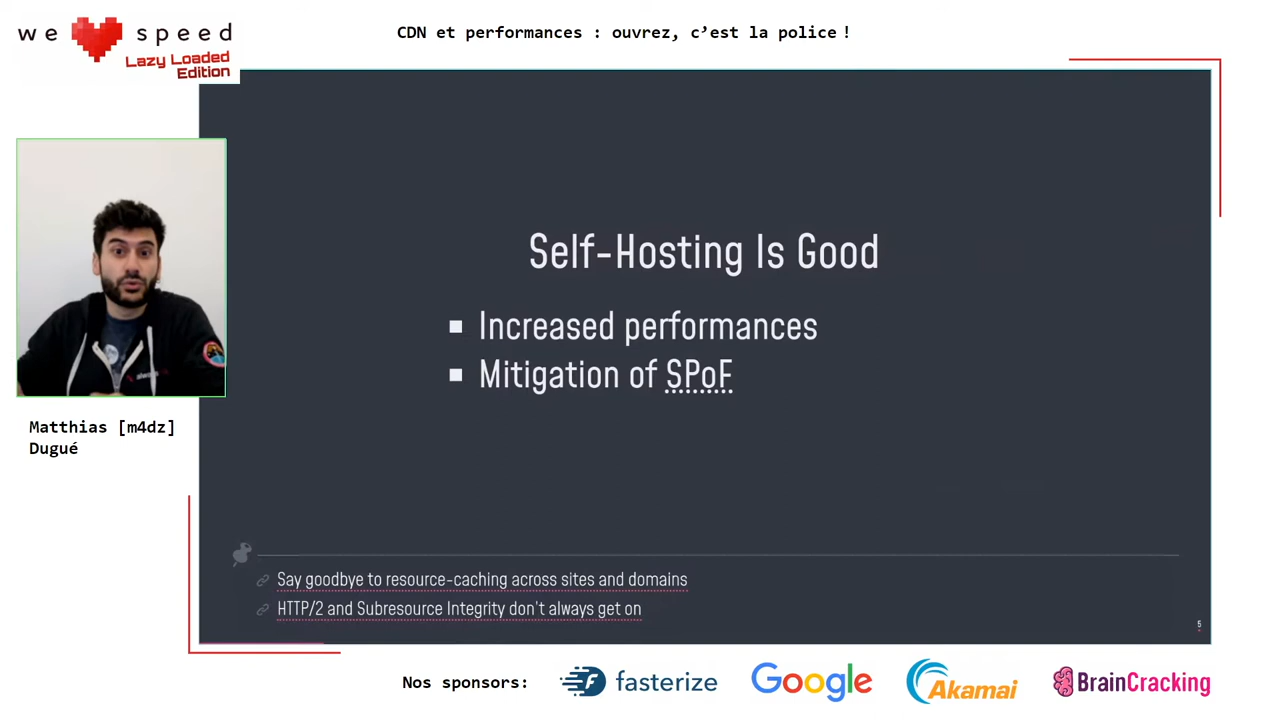 we speed
Lazy Loaded
Edition
CDN et performances : ouvrez, c’est la police !
Self-Hosting Is Good
Increased performances
Mitigation of SPoF
Matthias [m4dz]
Dugué
Say goodbye to resource-caching across sites and domains
HTTP/2 and Subresource Integrity don't always get on
5
Nos sponsors:
fasterize
Google
Akamai
BrainCracking